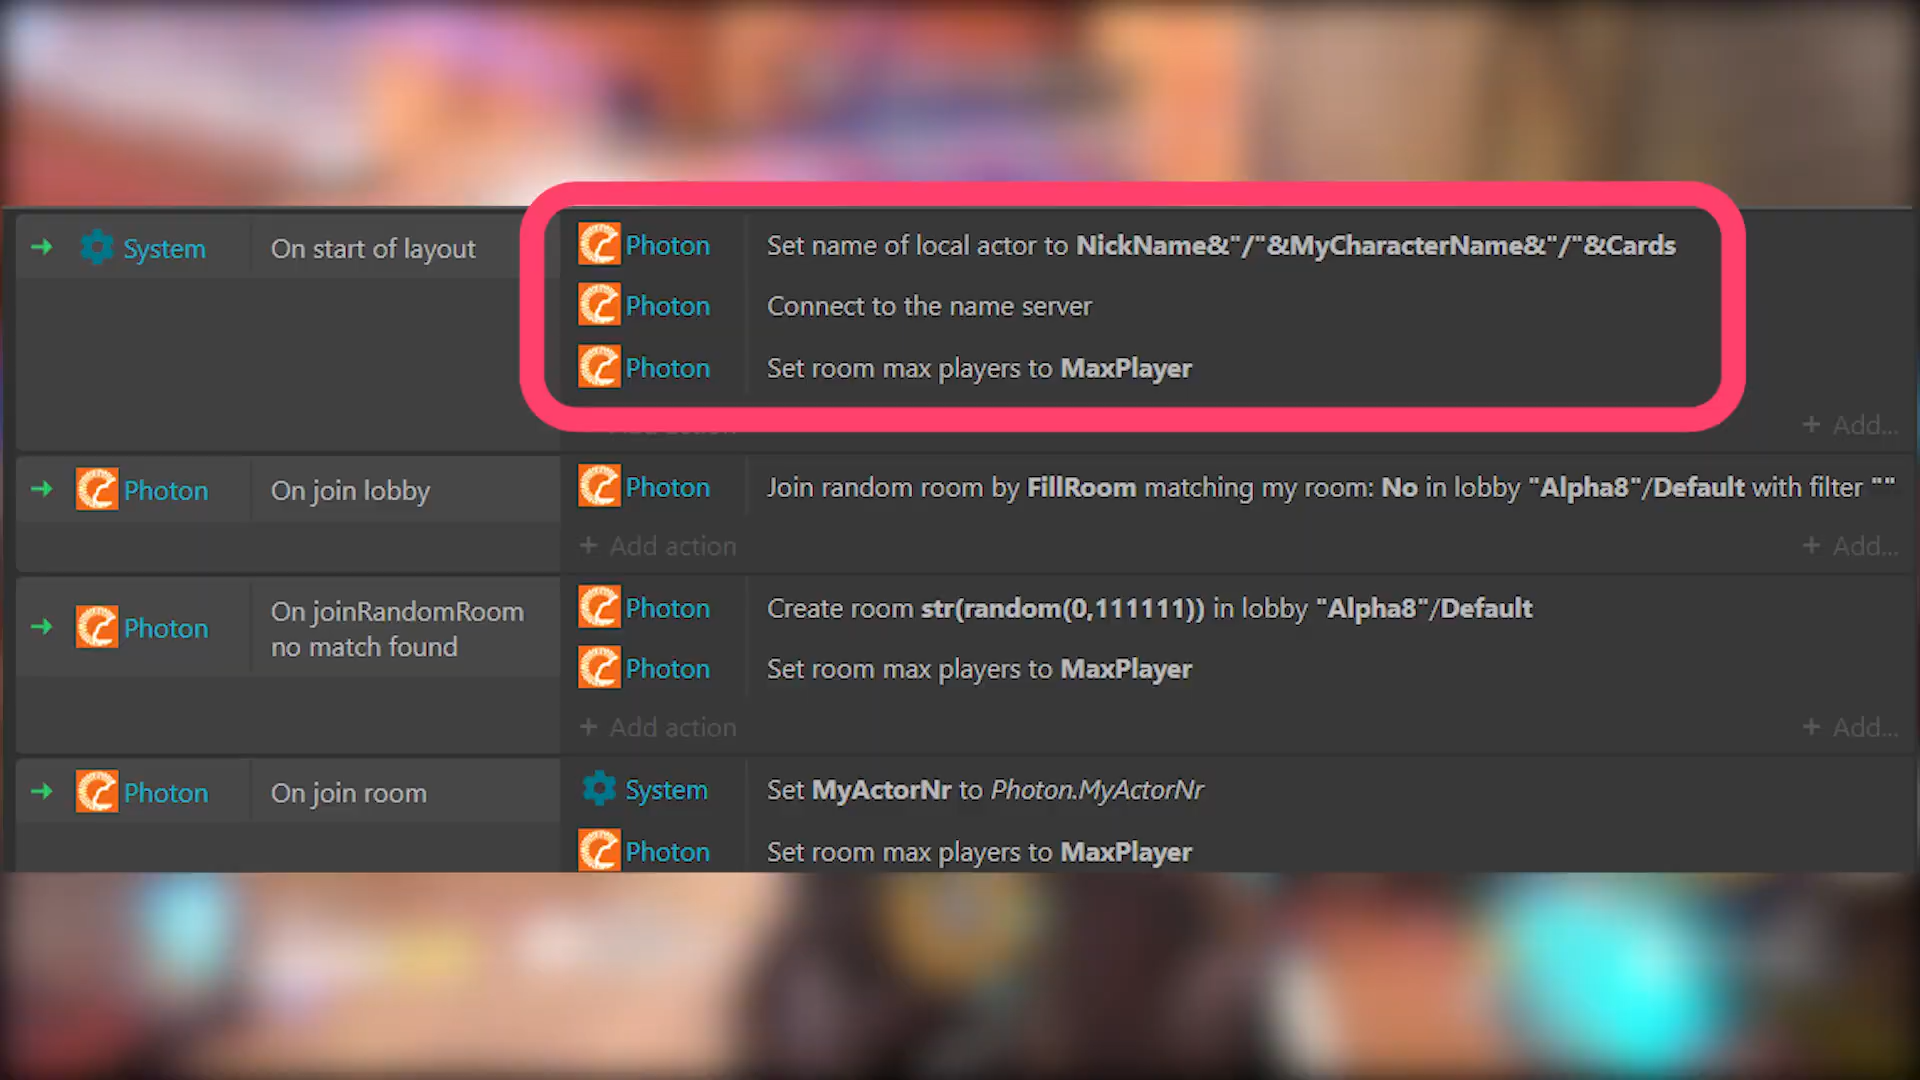 System On start of layout Photon Set name of local actor to NickName&"/"&MyCharacterName&"/"&Cards
Photon Connect to the name server
Photon Set room max players to MaxPlayer
+ Add...
Photon On join lobby Photon Join random room by FillRoom matching my room: No in lobby "Alpha8"/Default with filter ""
+ Add action + Add...
Photon On joinRandomRoom
no match found
Photon Create room str(random(0,111111)) in lobby "Alpha8"/Default
Photon Set room max players to MaxPlayer
+ Add action + Add...
Photon On join room System Set MyActorNr to Photon.MyActorNr
Photon Set room max players to MaxPlayer